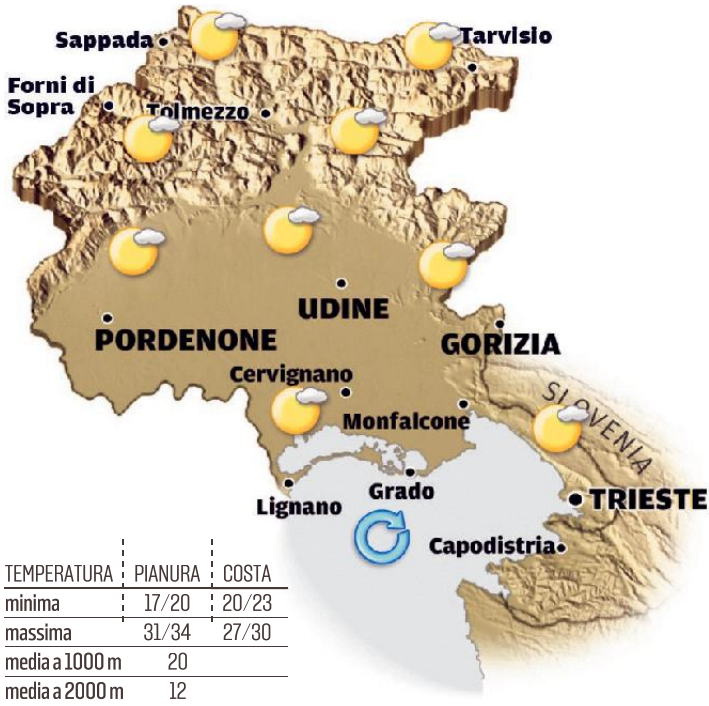 Sappada
Tarvisio
Forni di
Sopra
Tolmezzo
UDINE
PORDENONE
GORIZIA
Cervignano
SLOVENIA
Monfalcone
Grado
TRIESTE
Lignano
Capodistria
TEMPERATURA PIANURA COSTA
minima 17/20 20/23
massima 31/34 27/30
media a 1000 m 20
media a 2000 m 12